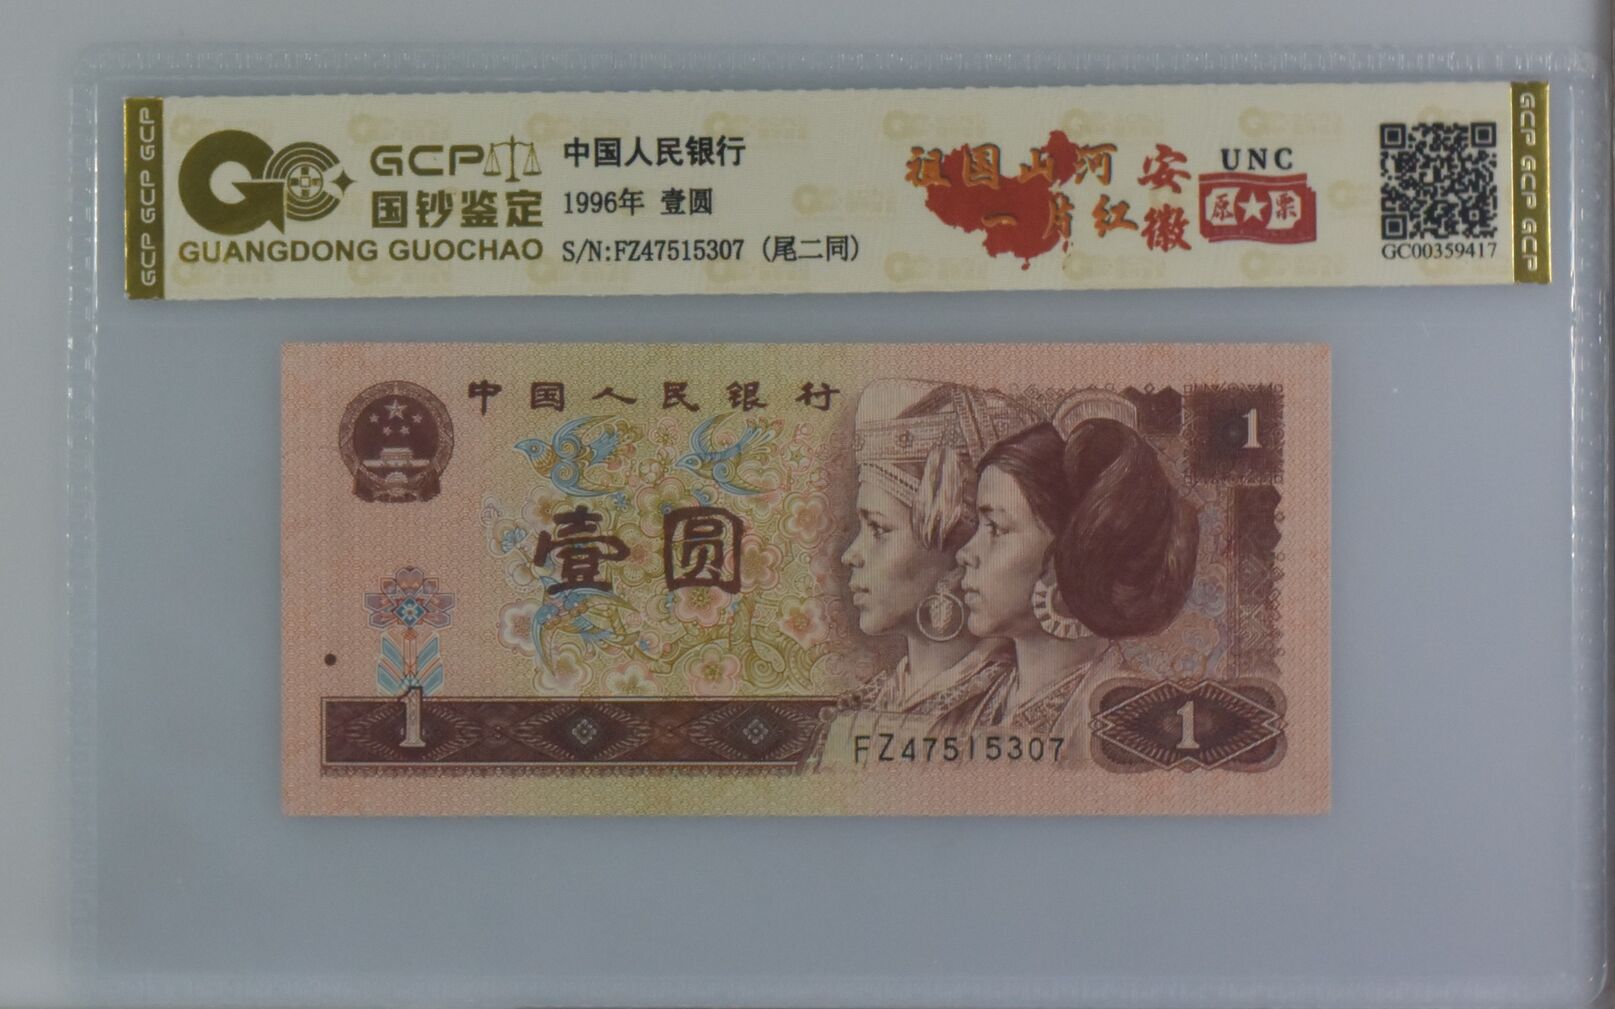 GCP GCP GCP
GCP
国钞鉴定
GUANGDONG GUOCHAO
中国人民银行
1996年 壹圆
S/N:FZ47515307 (尾二同)
祖国山河
一片红
安徽
UNC
原★票
GC00359417
GCP GCP GCP
中国人民银行
1
壹圆
1
1
FZ47515307